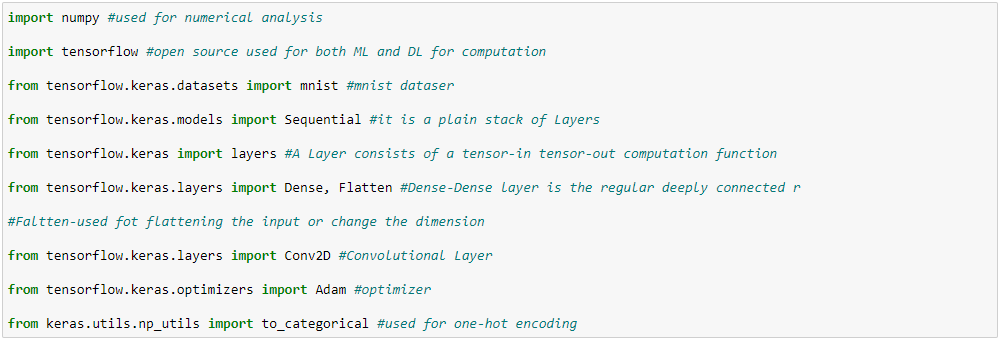 import numpy #used for numerical analysis
import tensorflow #open source used for both ML and DL for computation
from tensorflow.keras.datasets import mnist #mnist dataser
from tensorflow.keras.models import Sequential #it is a plain stack of Layers
from tensorflow.keras import layers #A Layer consists of a tensor-in tensor-out computation function
from tensorflow.keras.layers import Dense, Flatten #Dense-Dense layer is the regular deeply connected r
#Faltten-used fot flattening the input or change the dimension
from tensorflow.keras.layers import Conv2D #Convolutional Layer
from tensorflow.keras.optimizers import Adam #optimizer
from keras.utils.np_utils import to_categorical #used for one-hot encoding